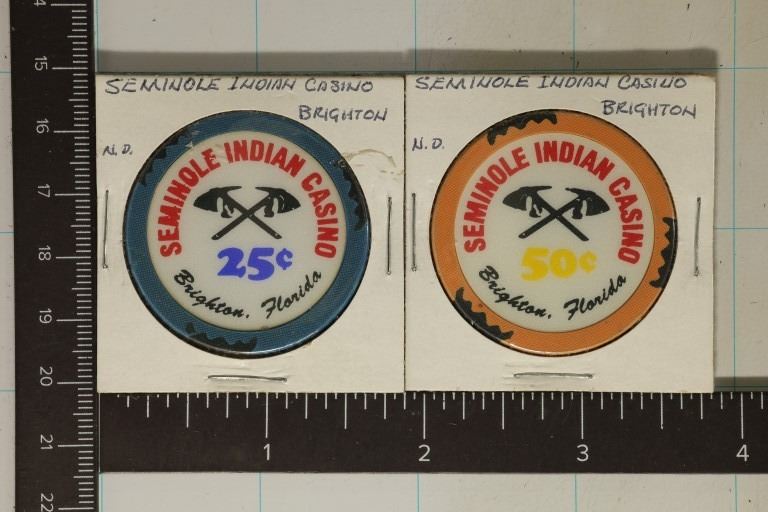 SEMINOLE INDIAN CASINO
BRIGHTON
N.D.
SEMINOLE INDIAN CASINO
25¢
Brighton, Florida
SEMINOLE INDIAN CASINO
BRIGHTON
N.D.
SEMINOLE INDIAN CASINO
50¢
Brighton, Florida
15
16
17
18
19
20
21
22
1 2 3 4